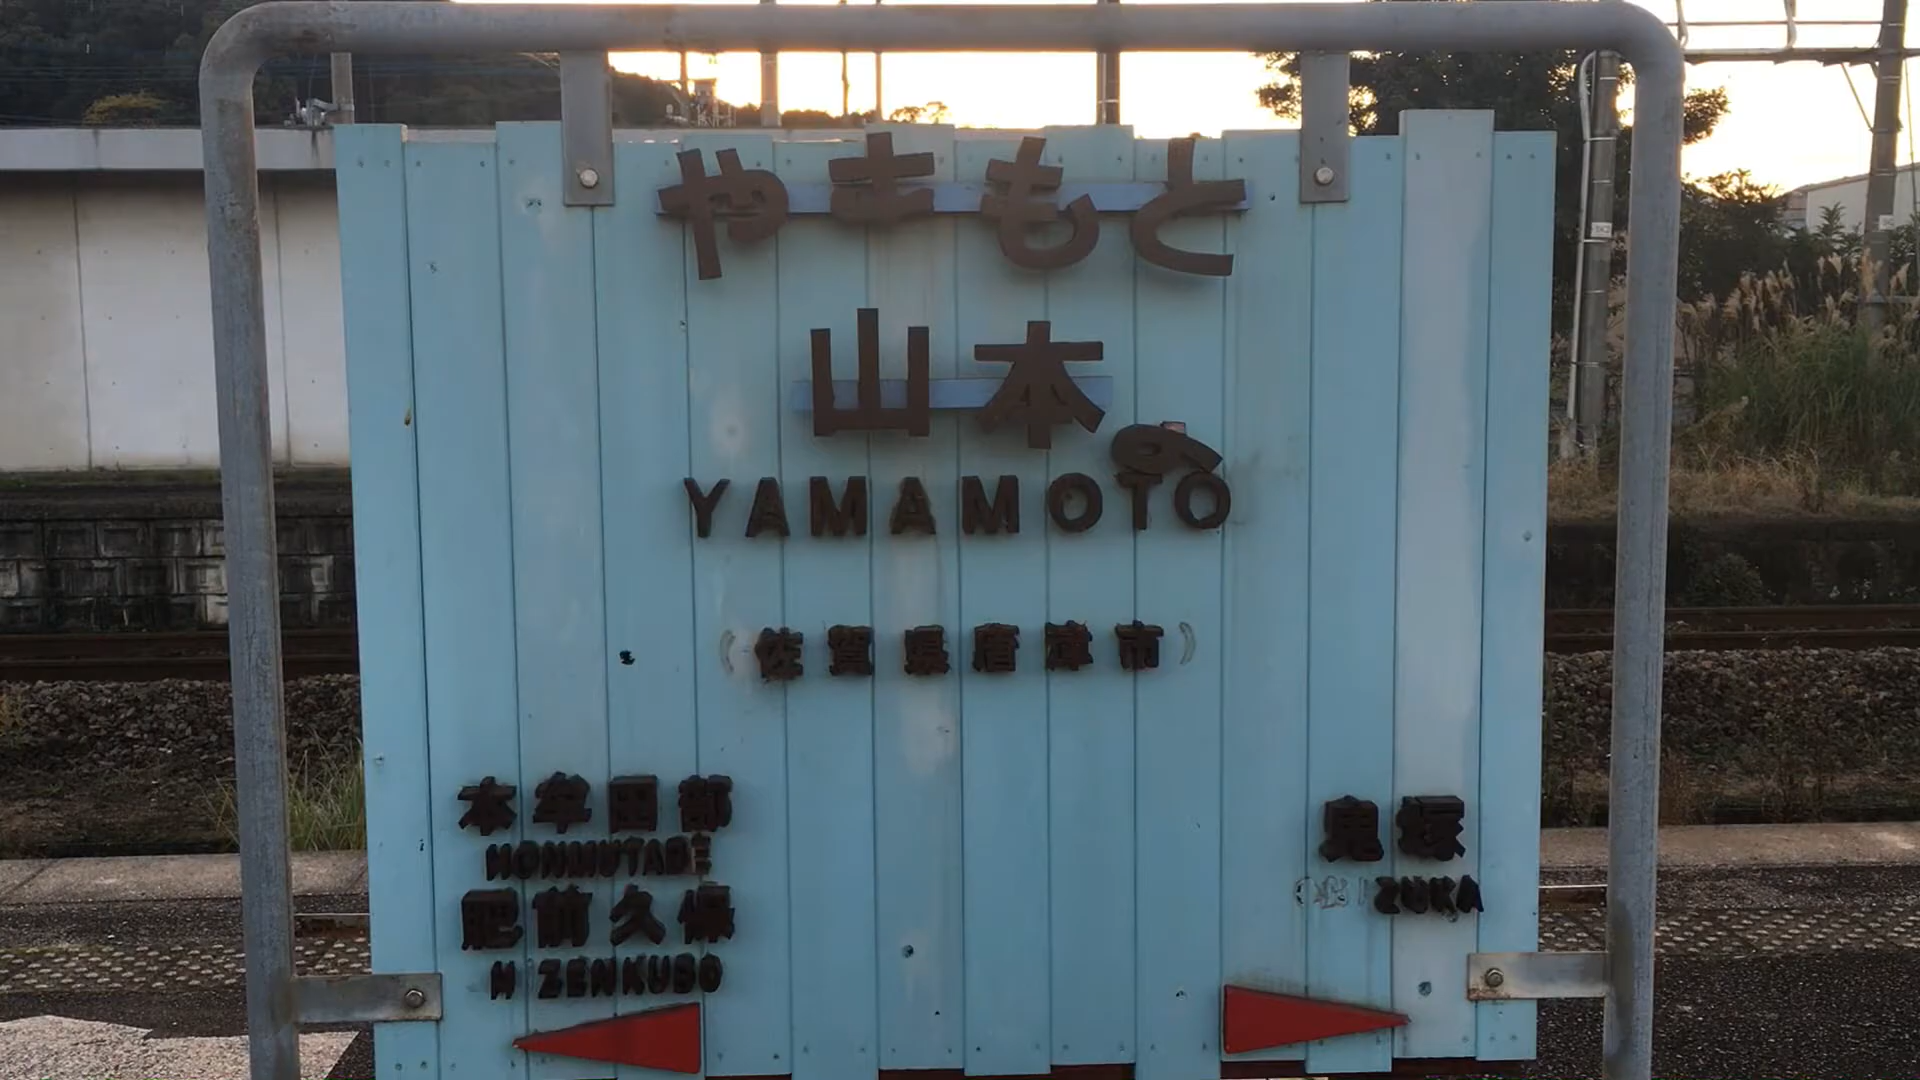 やまもと
山本
YAMAMOTO
(佐賀県唐津市)
本牟田部
HONMUTABE
肥前久保
H ZENKUBO
鬼塚
ZUKA